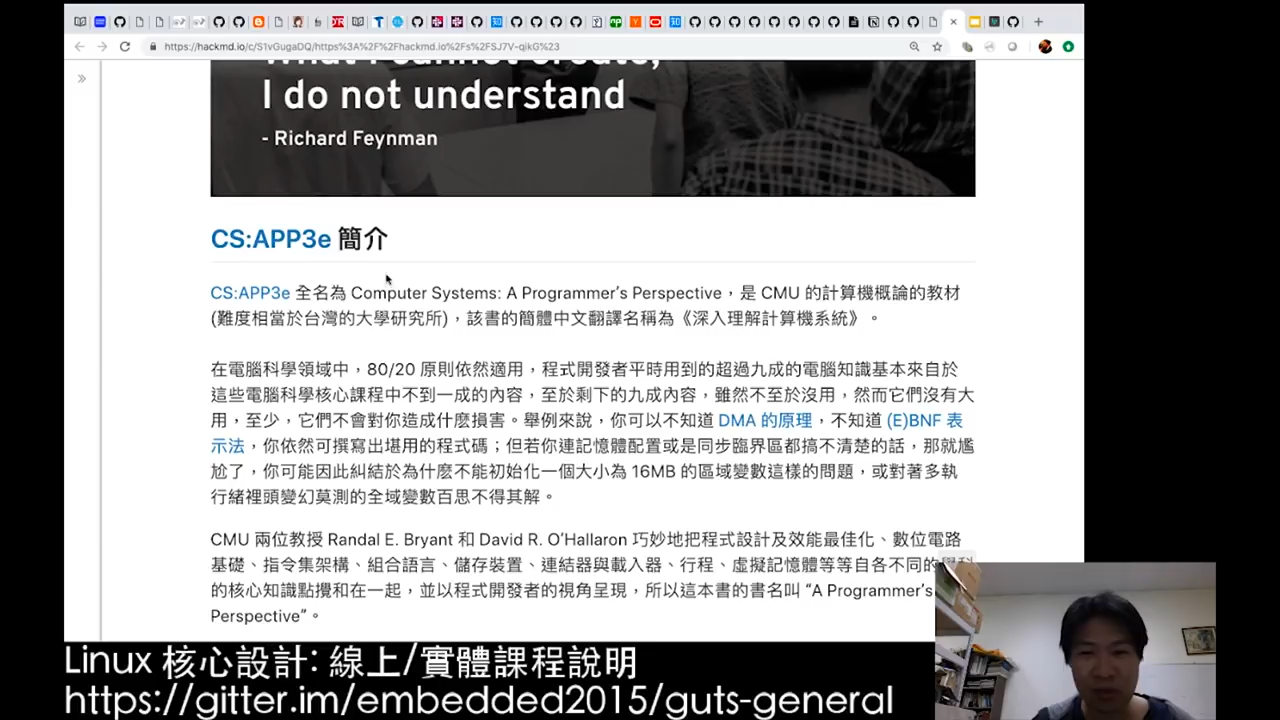 https://hackmd.io/c/S1vGugaDQ/https%3A%2F%2Fhackmd.io%2Fs%2FSJ7V-qikG%23
What I cannot create,
I do not understand
- Richard Feynman
CS:APP3e 簡介
CS:APP3e 全名為 Computer Systems: A Programmer’s Perspective，是 CMU 的計算機概論的教材
(難度相當於台灣的大學研究所)，該書的簡體中文翻譯名稱為《深入理解計算機系統》。
在電腦科學領域中，80/20 原則依然適用，程式開發者平時用到的超過九成的電腦知識基本來自於
這些電腦科學核心課程中不到一成的內容，至於剩下的九成內容，雖然不至於沒用，然而它們沒有大
用，至少，它們不會對你造成什麼損害。舉例來說，你可以不知道 DMA 的原理，不知道 (E)BNF 表
示法，你依然可撰寫出堪用的程式碼；但若你連記憶體配置或是同步臨界區都搞不清楚的話，那就尷
尬了，你可能因此糾結於為什麼不能初始化一個大小為 16MB 的區域變數這樣的問題，或對著多執
行緒裡頭變幻莫測的全域變數百思不得其解。
CMU 兩位教授 Randal E. Bryant 和 David R. O’Hallaron 巧妙地把程式設計及效能最佳化、數位電路
基礎、指令集架構、組合語言、儲存裝置、連結器與載入器、行程、虛擬記憶體等等自各不同的
的核心知識點攪和在一起，並以程式開發者的視角呈現，所以這本書的書名叫 “A Programmer’s
Perspective”。
Linux 核心設計: 線上/實體課程說明
https://gitter.im/embedded2015/guts-general